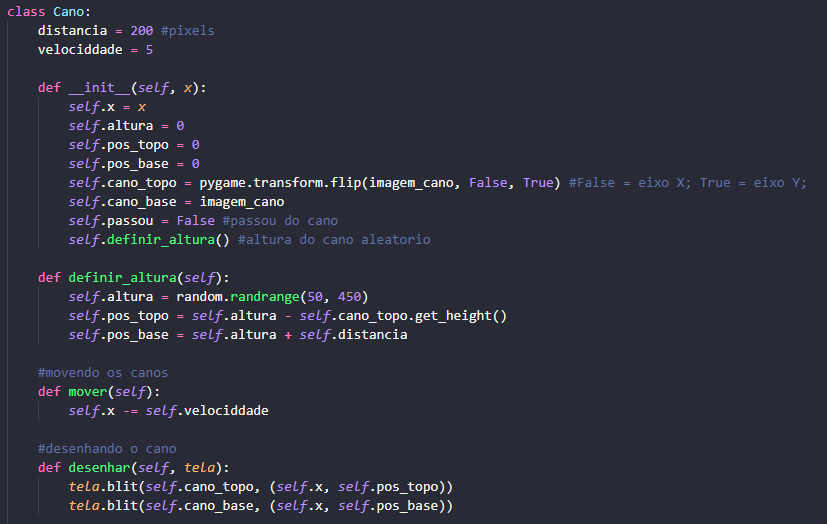 class Cano:
    distancia = 200 #pixels
    velociddade = 5

    def __init__(self, x):
        self.x = x
        self.altura = 0
        self.pos_topo = 0
        self.pos_base = 0
        self.cano_topo = pygame.transform.flip(imagem_cano, False, True) #False = eixo X; True = eixo Y;
        self.cano_base = imagem_cano
        self.passou = False #passou do cano
        self.definir_altura() #altura do cano aleatorio

    def definir_altura(self):
        self.altura = random.randrange(50, 450)
        self.pos_topo = self.altura - self.cano_topo.get_height()
        self.pos_base = self.altura + self.distancia

    #movendo os canos
    def mover(self):
        self.x -= self.velociddade

    #desenhando o cano
    def desenhar(self, tela):
        tela.blit(self.cano_topo, (self.x, self.pos_topo))
        tela.blit(self.cano_base, (self.x, self.pos_base))